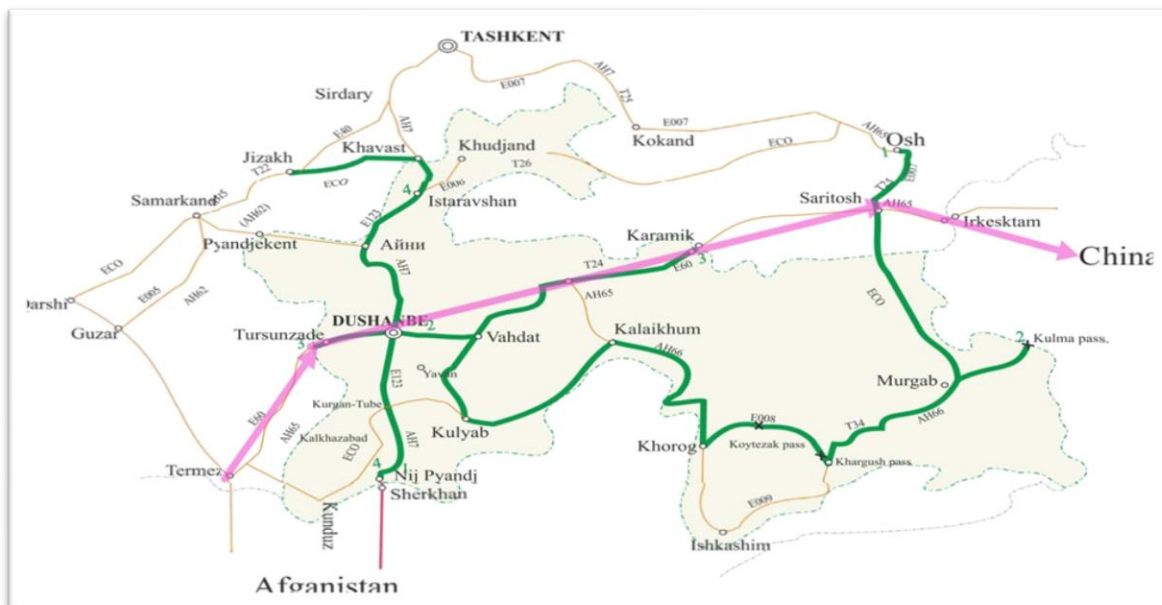 TASHKENT
E007
AH7
T25
Sirdary
E40
AH7
Kokand
E007
ECO
AH65
Osh
1
E007
Jizakh
Khavast
Khudjand
T22
ECO
T26
E006
4
Istaravshan
Samarkand
(AH62)
E123
Pyandjekent
Айни
AH7
Saritosh
AH65
Irkesktam
Karamik
3
T24
E60
AH65
China
ECO
E005
AH62
Guzar
ECO
Tursunzade
3
DUSHANBE
2
Vahdat
Kalaikhum
AH66
2
Kulma pass.
Yavan
E123
Murgab
Kurgan-Tube
E60
AH65
Kalkhazabad
ECO
AH7
Kulyab
E008
T34
AH66
Khorog
Koytezak pass
Khargush pass
Termez
4
Nij Pyandj
Sherkhan
Kunduz
E009
Ishkashim
Afganistan